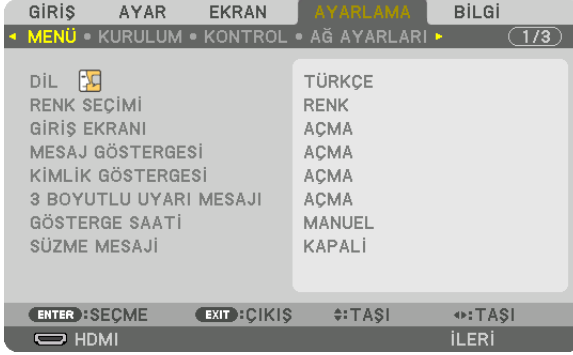 GİRİŞ AYAR EKRAN AYARLAMA BİLGİ
MENÜ • KURULUM • KONTROL • AĞ AYARLARI 1/3
DİL TÜRKÇE
RENK SEÇİMİ RENK
GİRİŞ EKRANI AÇMA
MESAJ GÖSTERGESİ AÇMA
KİMLİK GÖSTERGESİ AÇMA
3 BOYUTLU UYARI MESAJI AÇMA
GÖSTERGE SAATİ MANUEL
SÜZME MESAJİ KAPALİ
ENTER :SEÇME EXIT :ÇIKIŞ :TAŞI :TAŞI
HDMI İLERİ